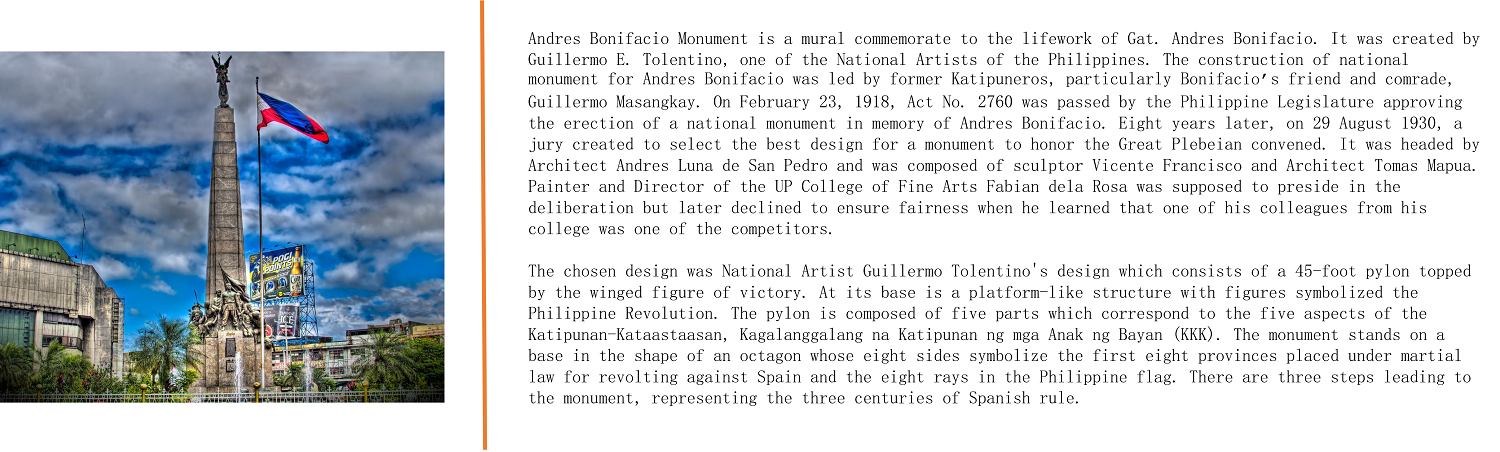 Andres Bonifacio Monument is a mural commemorate to the lifework of Gat. Andres Bonifacio. It was created by
Guillermo E. Tolentino, one of the National Artists of the Philippines. The construction of national
monument for Andres Bonifacio was led by former Katipuneros, particularly Bonifacio's friend and comrade,
Guillermo Masangkay. On February 23, 1918, Act No. 2760 was passed by the Philippine Legislature approving
the erection of a national monument in memory of Andres Bonifacio. Eight years later, on 29 August 1930, a
jury created to select the best design for a monument to honor the Great Plebeian convened. It was headed by
Architect Andres Luna de San Pedro and was composed of sculptor Vicente Francisco and Architect Tomas Mapua.
Painter and Director of the UP College of Fine Arts Fabian dela Rosa was supposed to preside in the
deliberation but later declined to ensure fairness when he learned that one of his colleagues from his
college was one of the competitors.
The chosen design was National Artist Guillermo Tolentino's design which consists of a 45-foot pylon topped
by the winged figure of victory. At its base is a platform-like structure with figures symbolized the
Philippine Revolution. The pylon is composed of five parts which correspond to the five aspects of the
Katipunan-Kataastaasan, Kagalanggalang na Katipunan ng mga Anak ng Bayan (KKK). The monument stands on a
base in the shape of an octagon whose eight sides symbolize the first eight provinces placed under martial
law for revolting against Spain and the eight rays in the Philippine flag. There are three steps leading to
the monument, representing the three centuries of Spanish rule.
POGI
POINTS